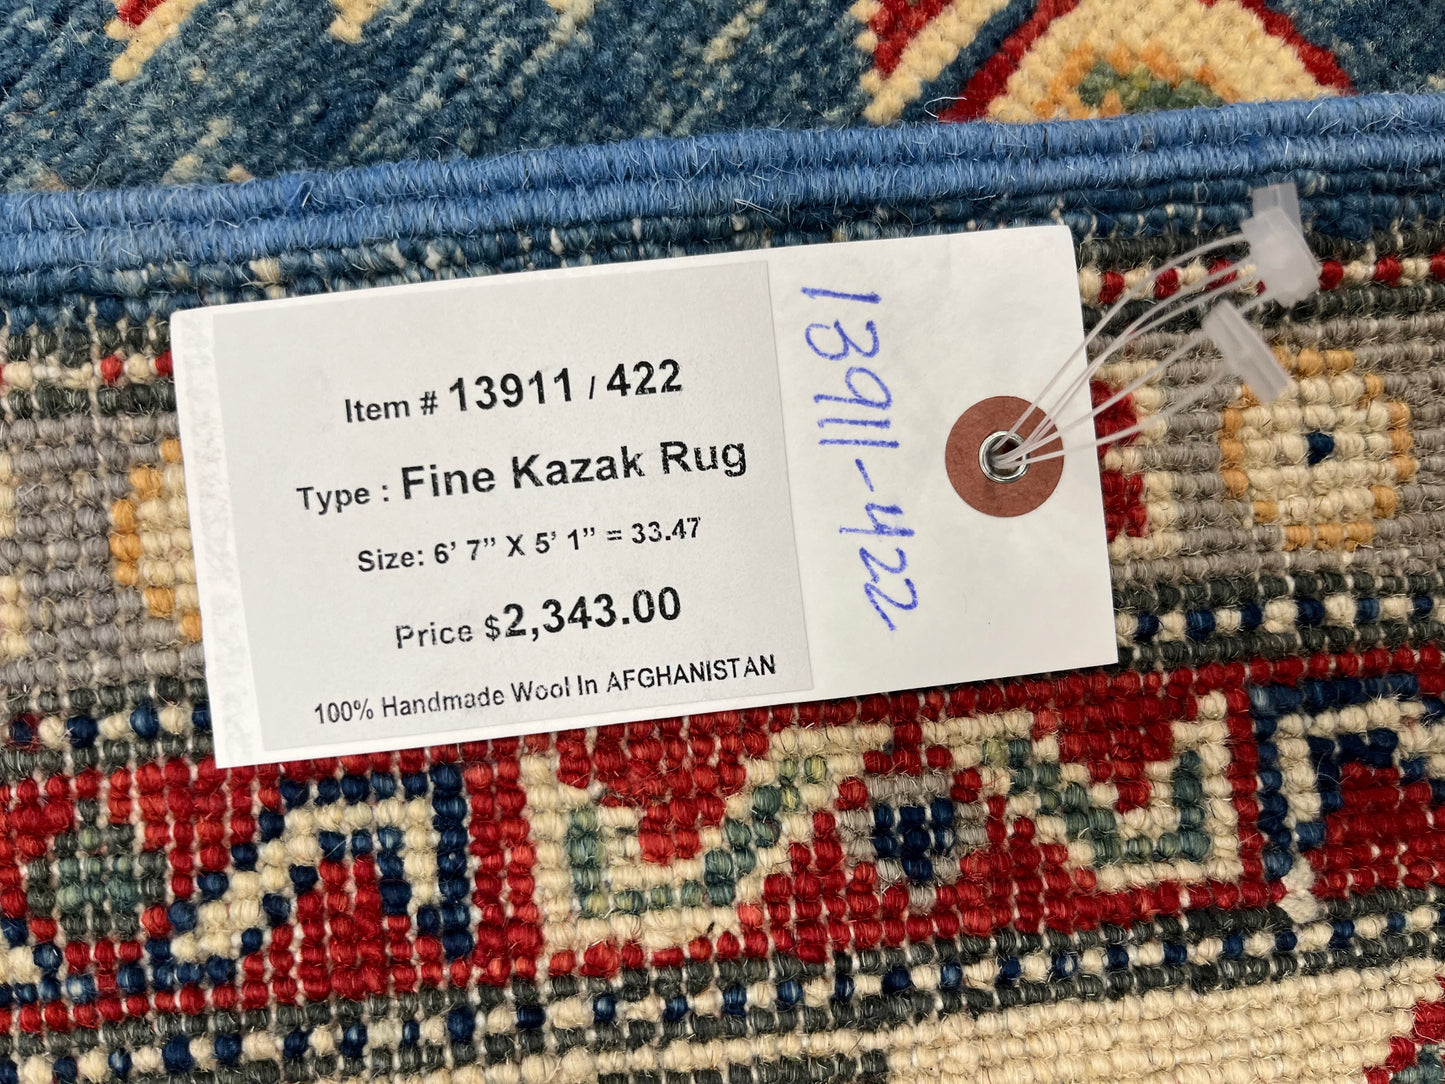 Item # 13911 / 422
Type : Fine Kazak Rug
Size: 6’ 7” X 5’ 1” = 33.47
Price $2,343.00
100% Handmade Wool In AFGHANISTAN
13911-422